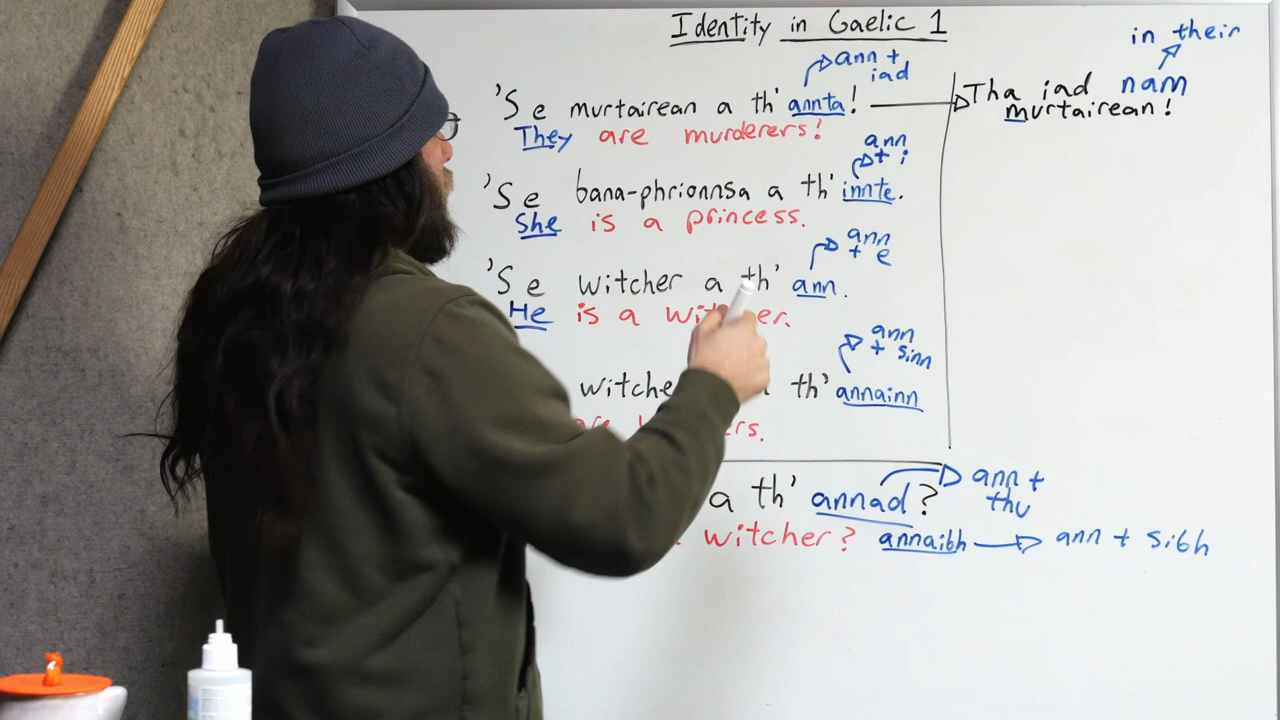 Identity in Gaelic 1
ann +
iad
'S e murtairean a th' annta!
They are murderers!
in their
Tha iad nam
murtairean!
ann
+ i
'S e bana-phrionnsa a th' innte.
She is a princess.
ann
+ e
'S e witcher a th' ann.
He is a
ann
+ sinn
th' annainn
a th' annad?
ann +
thu
witcher? annaibh
ann + sibh